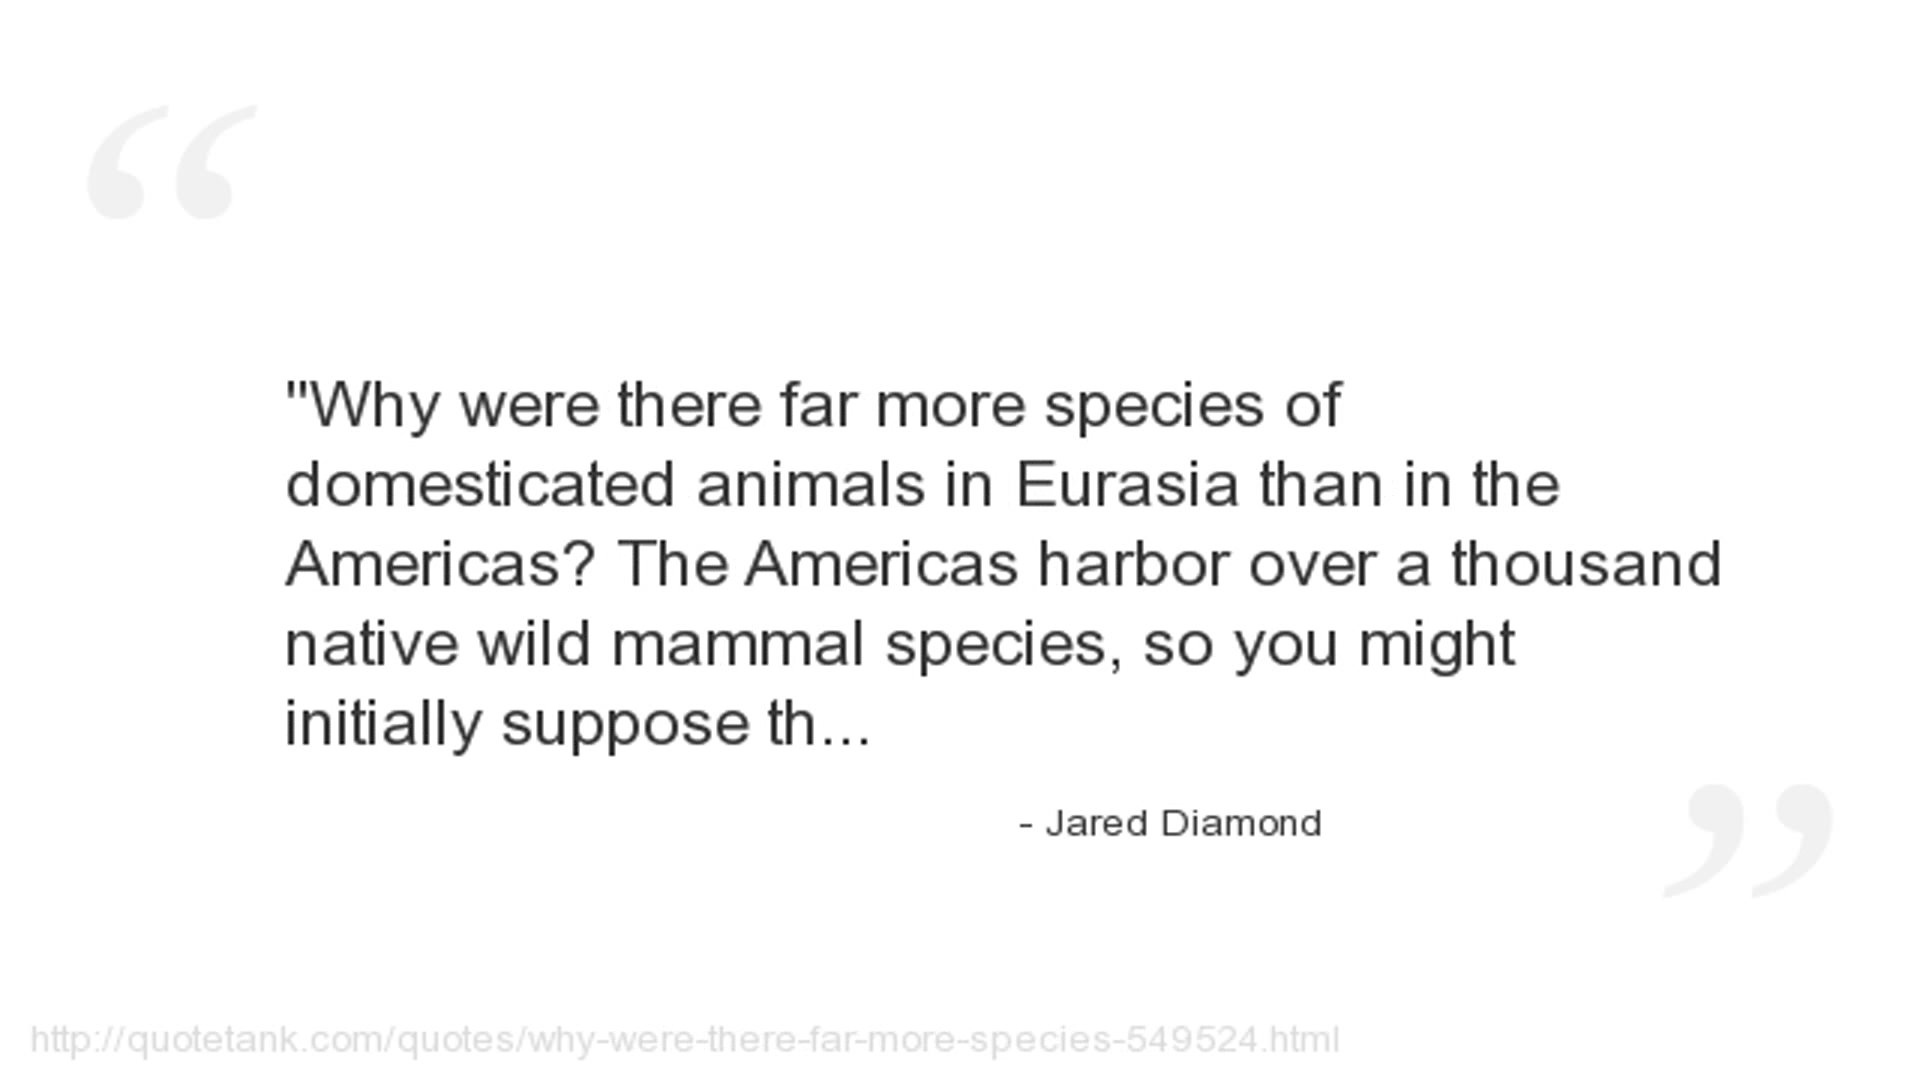 "Why were there far more species of
domesticated animals in Eurasia than in the
Americas? The Americas harbor over a thousand
native wild mammal species, so you might
initially suppose th...
- Jared Diamond
http://quotetank.com/quotes/why-were-there-far-more-species-549524.html